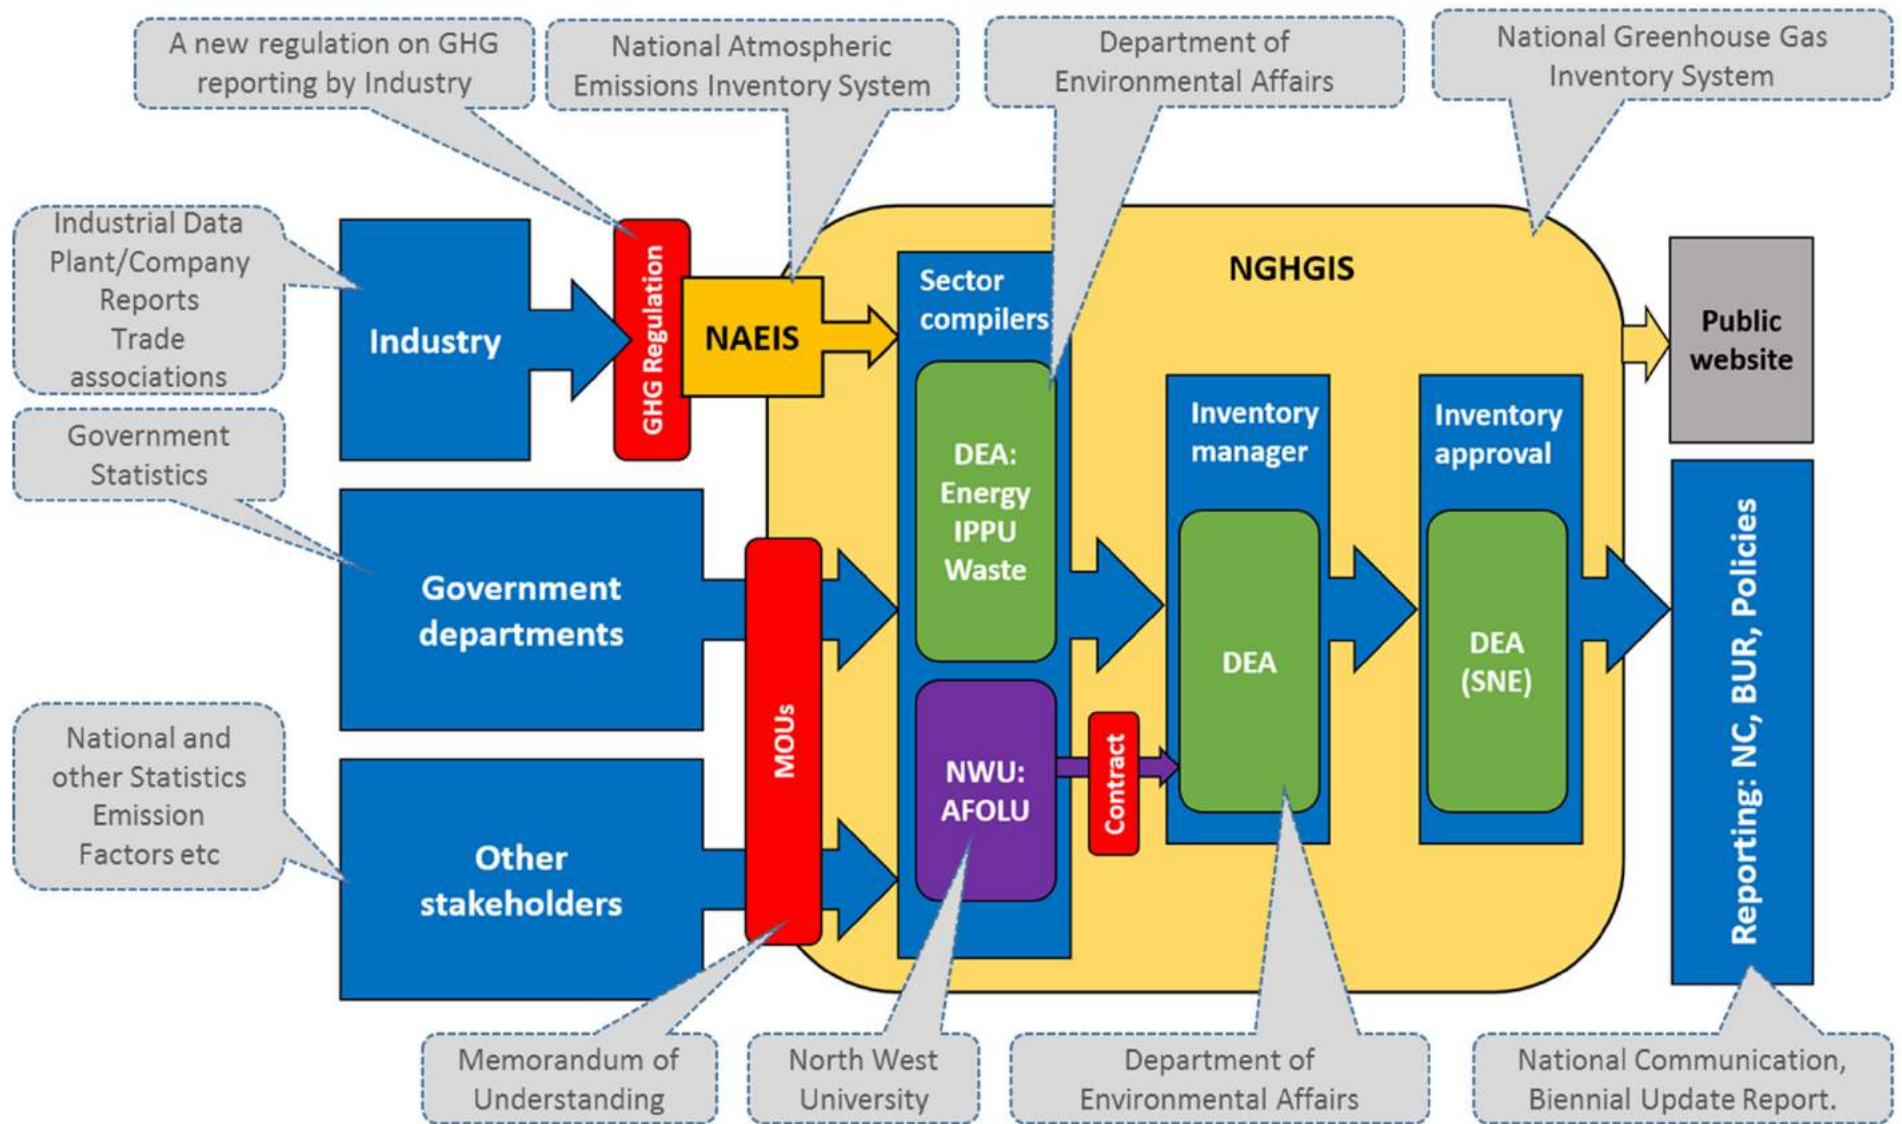 A new regulation on GHG
reporting by Industry
National Atmospheric
Emissions Inventory System
Department of
Environmental Affairs
National Greenhouse Gas
Inventory System
Industrial Data
Plant/Company
Reports
Trade
associations
Government
Statistics
National and
other Statistics
Emission
Factors etc
Industry
GHG Regulation
NAEIS
Government
departments
Other
stakeholders
MOUs
NGHGIS
Sector
compilers
DEA:
Energy
IPPU
Waste
NWU:
AFOLU
Contract
Inventory
manager
DEA
Inventory
approval
DEA
(SNE)
Public
website
Reporting: NC, BUR, Policies
Memorandum of
Understanding
North West
University
Department of
Environmental Affairs
National Communication,
Biennial Update Report.